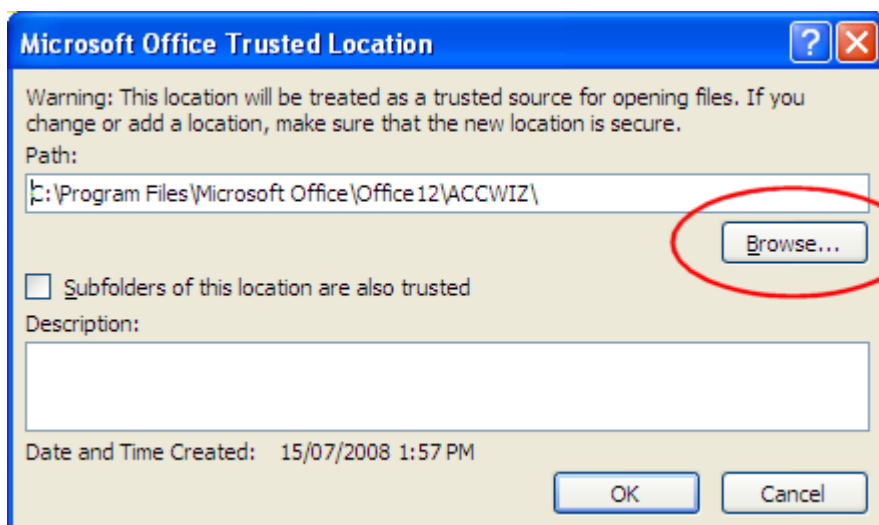 Microsoft Office Trusted Location
Warning: This location will be treated as a trusted source for opening files. If you
change or add a location, make sure that the new location is secure.
Path:
C:\Program Files\Microsoft Office\Office12\ACCWIZ\
Browse...
Subfolders of this location are also trusted
Description:
Date and Time Created: 15/07/2008 1:57 PM
OK Cancel